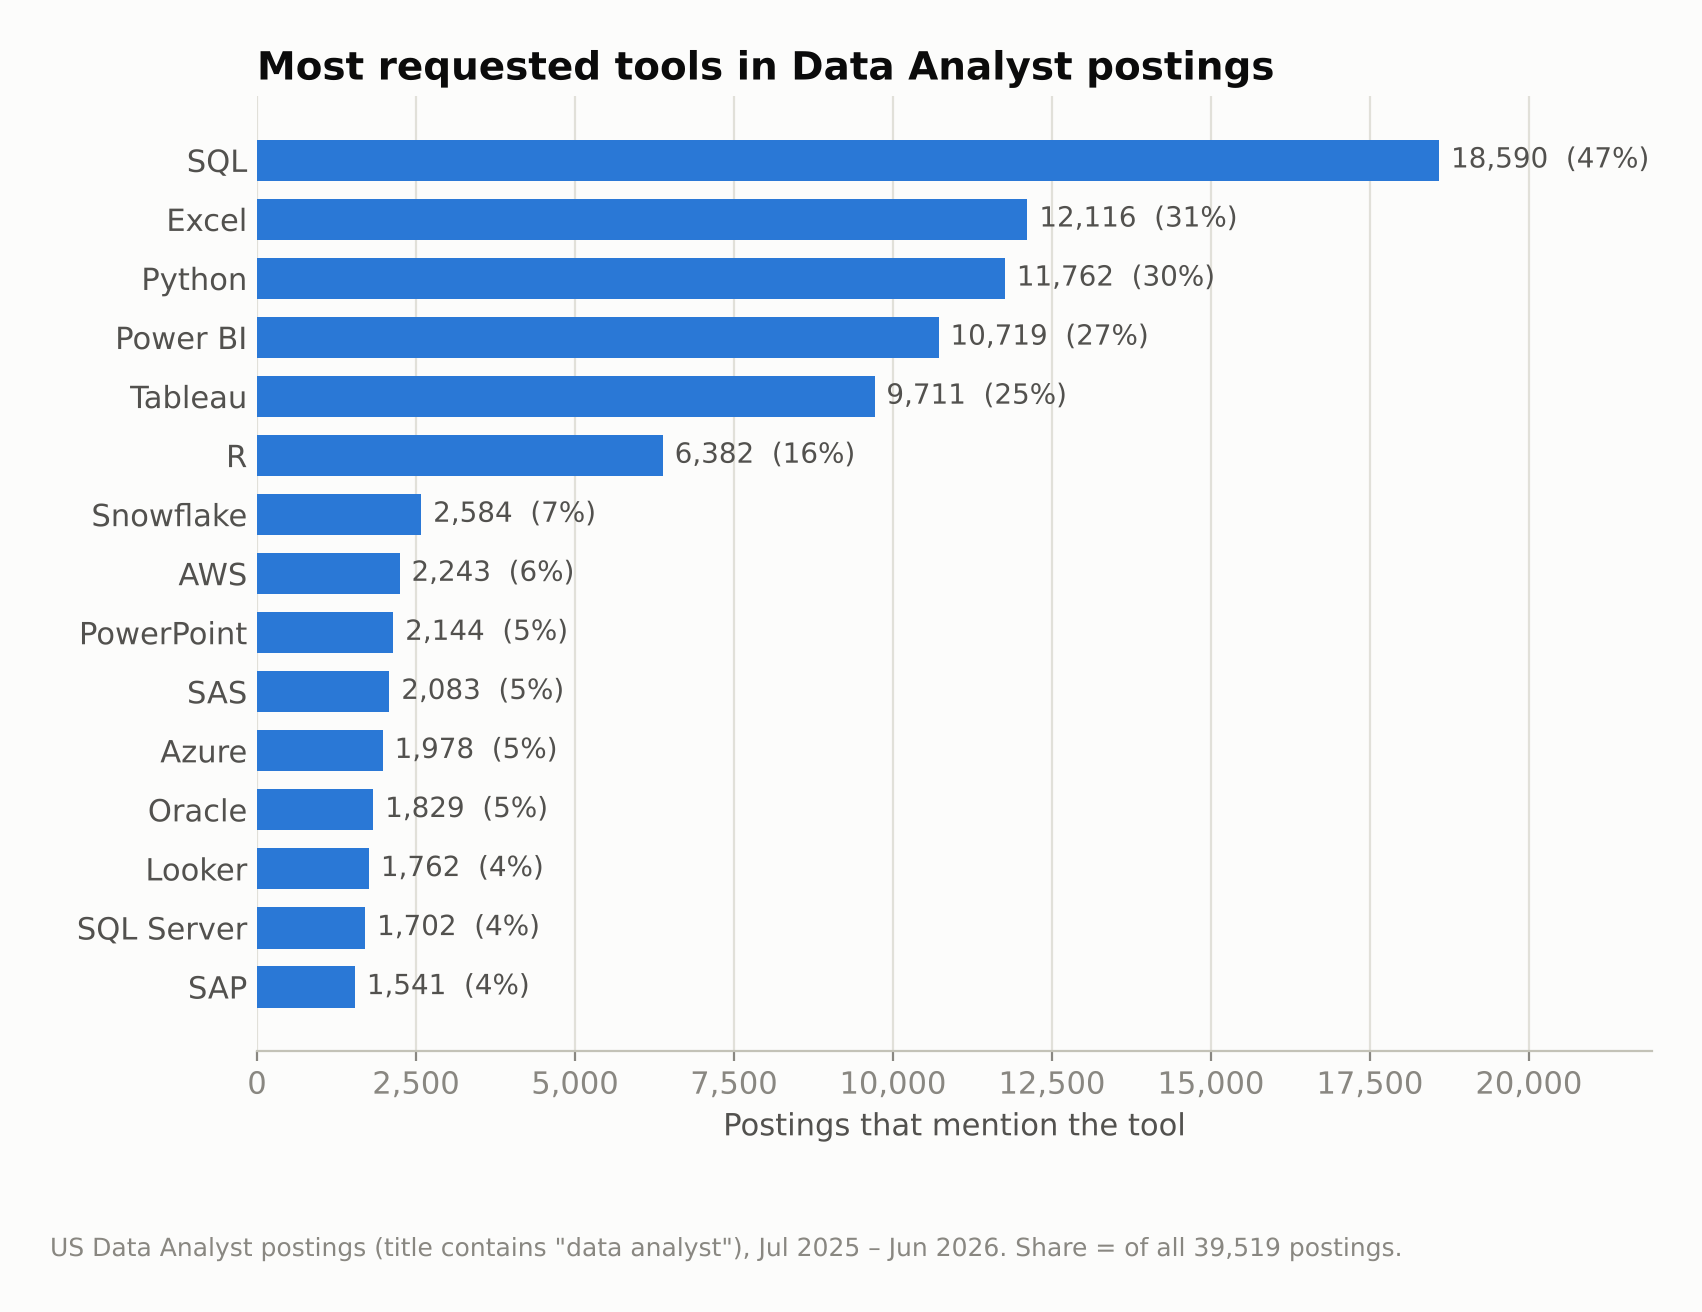 Most requested tools in Data Analyst postings
SQL 18,590 (47%)
Excel 12,116 (31%)
Python 11,762 (30%)
Power BI 10,719 (27%)
Tableau 9,711 (25%)
R 6,382 (16%)
Snowflake 2,584 (7%)
AWS 2,243 (6%)
PowerPoint 2,144 (5%)
SAS 2,083 (5%)
Azure 1,978 (5%)
Oracle 1,829 (5%)
Looker 1,762 (4%)
SQL Server 1,702 (4%)
SAP 1,541 (4%)
0 2,500 5,000 7,500 10,000 12,500 15,000 17,500 20,000
Postings that mention the tool
US Data Analyst postings (title contains "data analyst"), Jul 2025 – Jun 2026. Share = of all 39,519 postings.